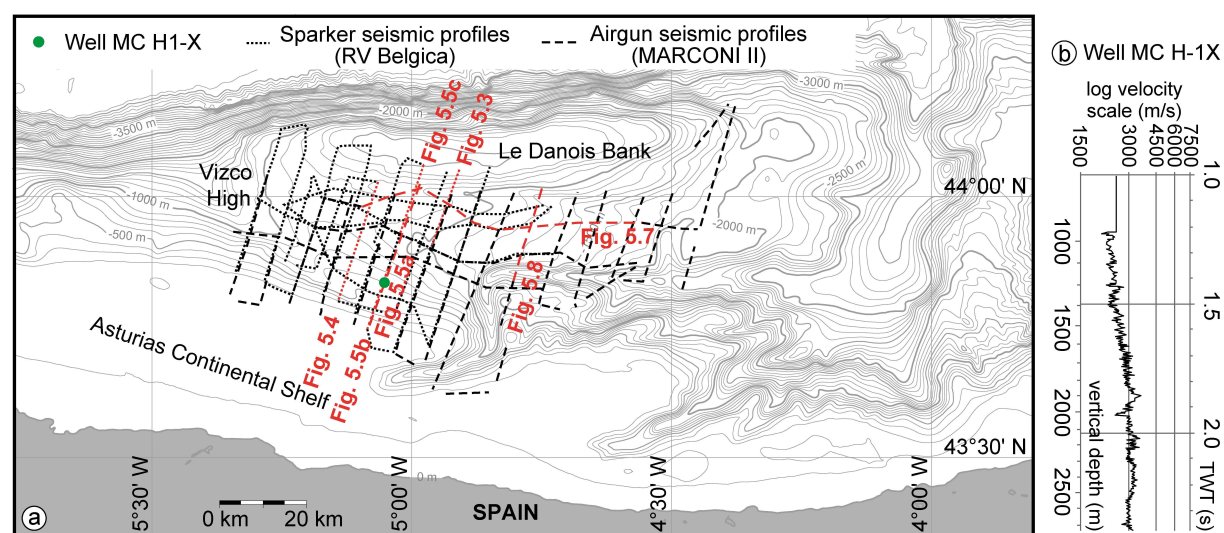 Well MC H1-X
Sparker seismic profiles
(RV Belgica)
Airgun seismic profiles
(MARCONI II)
-3000 m
-2000 m
-3500 m
Fig. 5.5c
Fig. 5.3
Le Danois Bank
Vizco
High
-2500 m
44°00' N
-1000 m
-2000 m
-500 m
Fig. 5.7
Fig. 5.5a
Fig. 5.8
Asturias Continental Shelf
Fig. 5.4
Fig. 5.5b
43°30' N
0 m
5°30' W
5°00' W
4°30' W
4°00' W
0 km 20 km
SPAIN
a
b Well MC H-1X
log velocity
scale (m/s)
1500 3000 4500 6000 7500
1.0
1000
1.5
1500
2000
2.0
2500
vertical depth (m)
TWT (s)